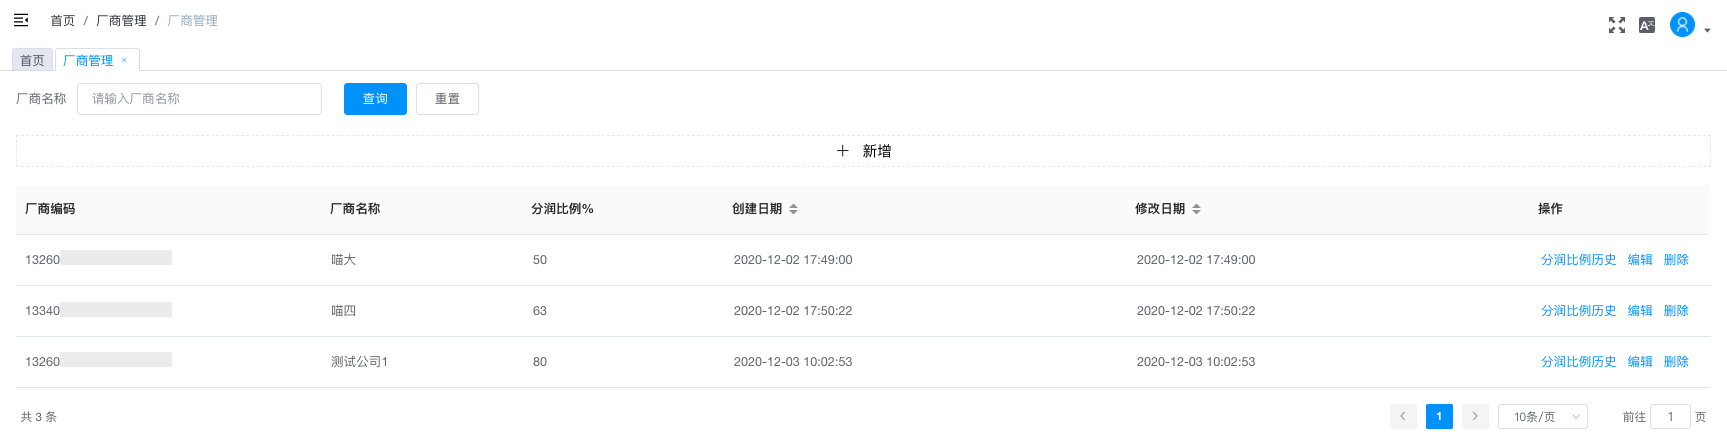 首页 / 厂商管理 / 厂商管理
首页 厂商管理 ×
厂商名称 请输入厂商名称 查询 重置
+ 新增
厂商编码 厂商名称 分润比例% 创建日期 修改日期 操作
13260 喵大 50 2020-12-02 17:49:00 2020-12-02 17:49:00 分润比例历史 编辑 删除
13340 喵四 63 2020-12-02 17:50:22 2020-12-02 17:50:22 分润比例历史 编辑 删除
13260 测试公司1 80 2020-12-03 10:02:53 2020-12-03 10:02:53 分润比例历史 编辑 删除
共 3 条 < 1 > 10条/页 前往 1 页